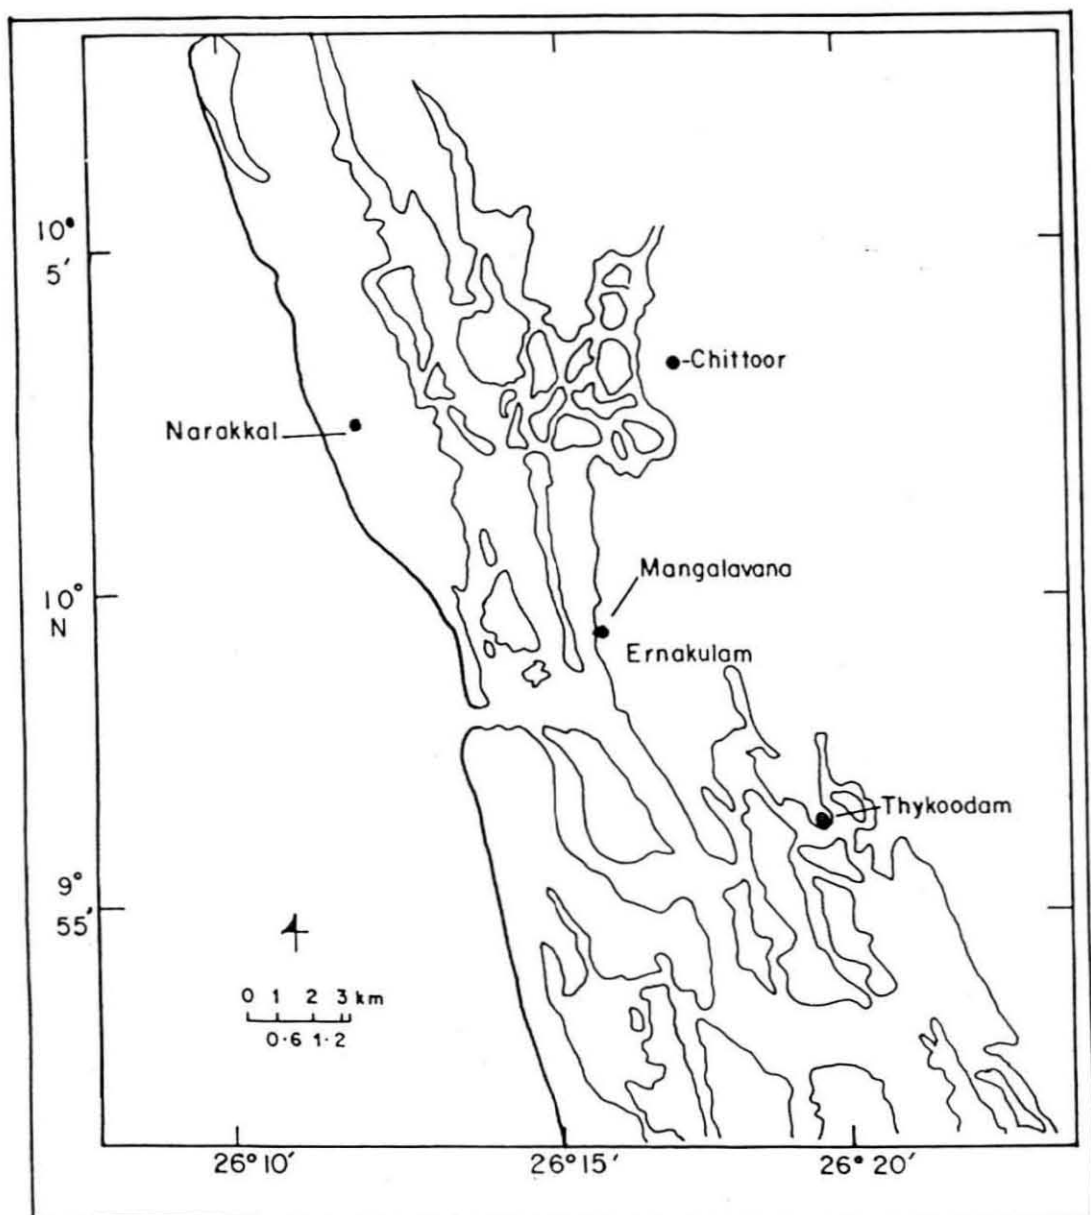 10°
5′
-Chittoor
Narakkal
Mangalavana
10°
N
Ernakulam
Thykoodam
9°
55′
0 1 2 3 km
0·6 1·2
26°10′
26°15′
26°20′